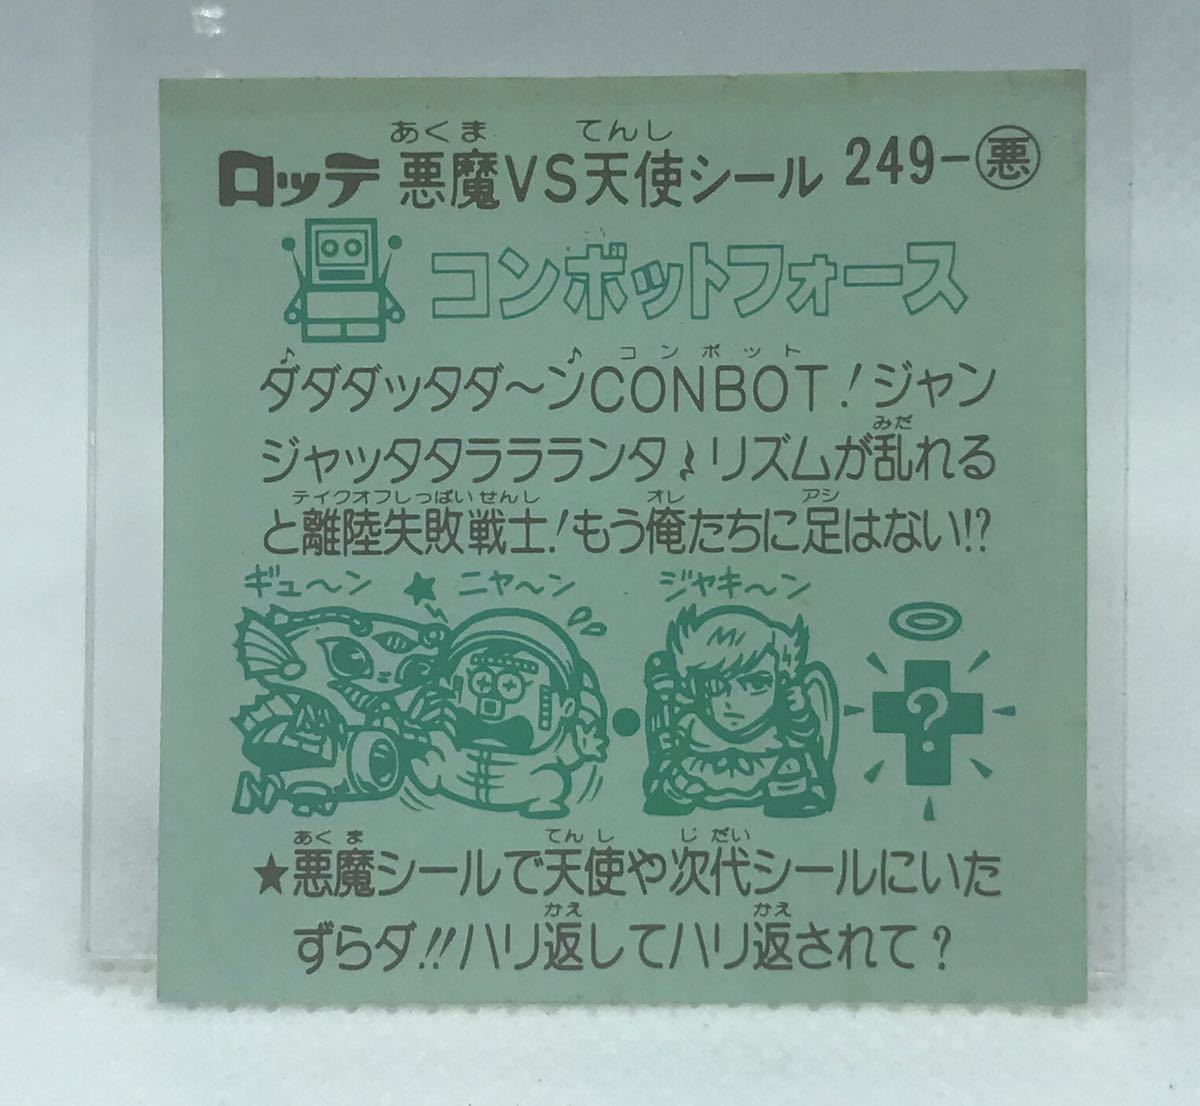 あくま てんし
ロッテ 悪魔VS天使シール 249-悪
コンボットフォース
♪ ♪ コンボット
ダダダッタダ〜ンCONBOT!ジャン
みだ
ジャッタタラララランタ リズムが乱れる
テイクオフしっぱいせんし オレ アシ
と離陸失敗戦士!もう俺たちに足はない!?
ギュ〜ン ★ ニャ〜ン ジャキ〜ン
?
あくま てんし じだい
★悪魔シールで天使や次代シールにいた
かえ かえ
ずらダ!!ハリ返してハリ返されて?